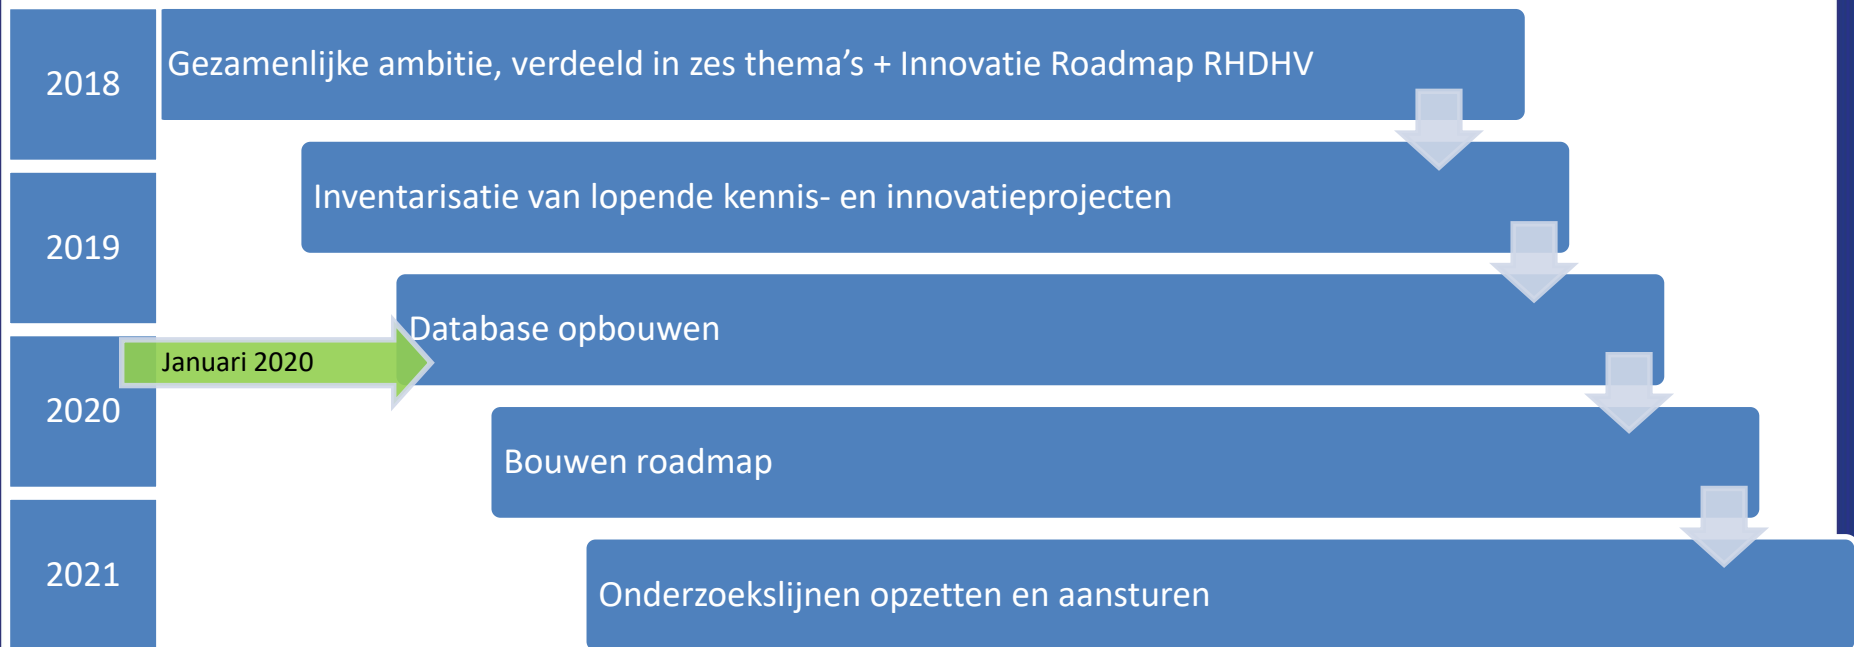 2018
Gezamenlijke ambitie, verdeeld in zes thema’s + Innovatie Roadmap RHDHV
Inventarisatie van lopende kennis- en innovatieprojecten
2019
Database opbouwen
Januari 2020
2020
Bouwen roadmap
2021
Onderzoekslijnen opzetten en aansturen